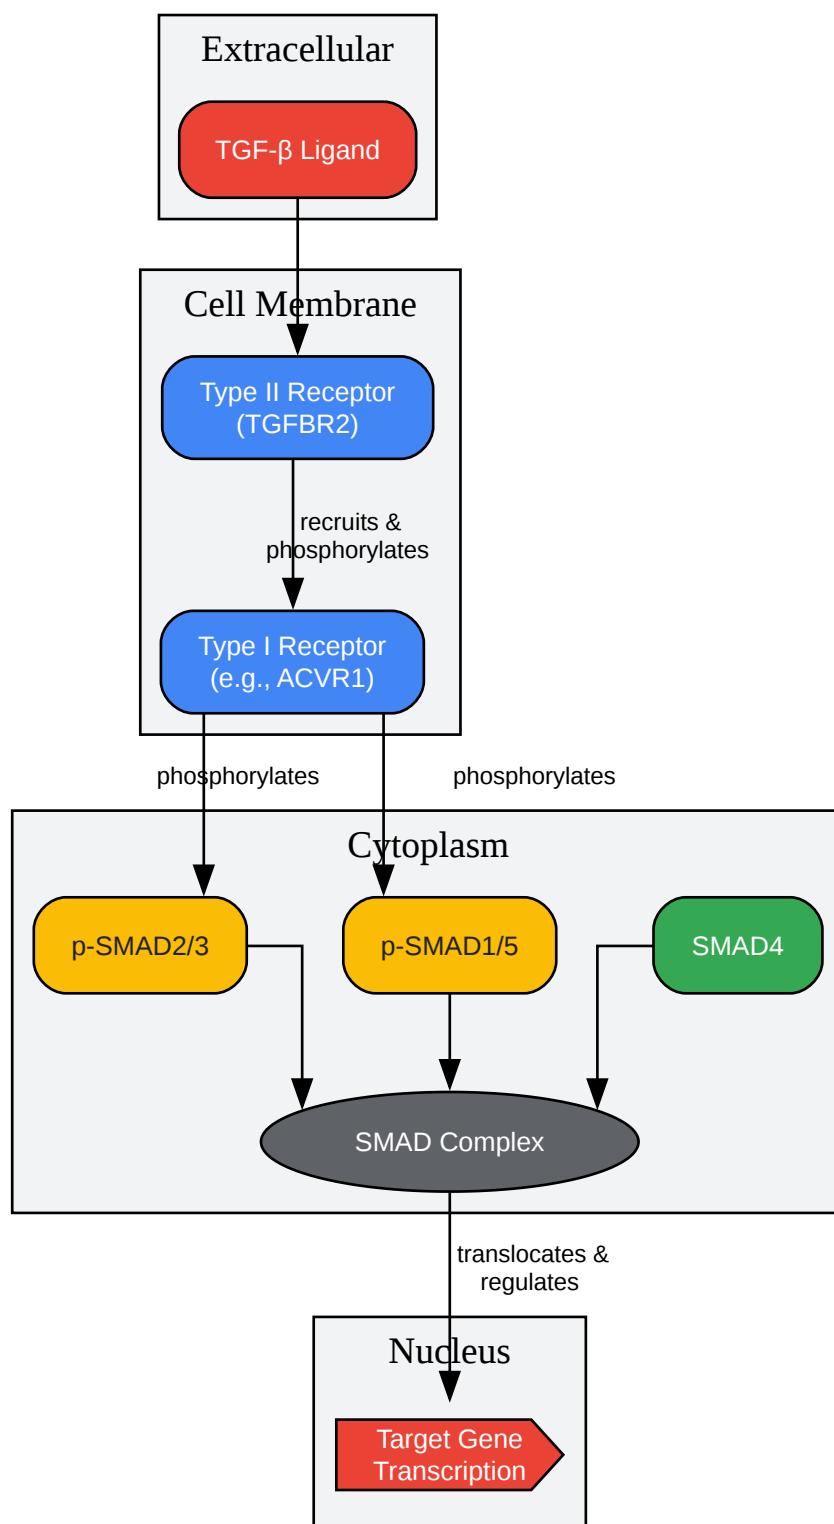 Extracellular
TGF-β Ligand
Cell Membrane
Type II Receptor
(TGFBR2)
recruits &
phosphorylates
Type I Receptor
(e.g., ACVR1)
phosphorylates
phosphorylates
Cytoplasm
p-SMAD2/3
p-SMAD1/5
SMAD4
SMAD Complex
translocates &
regulates
Nucleus
Target Gene
Transcription